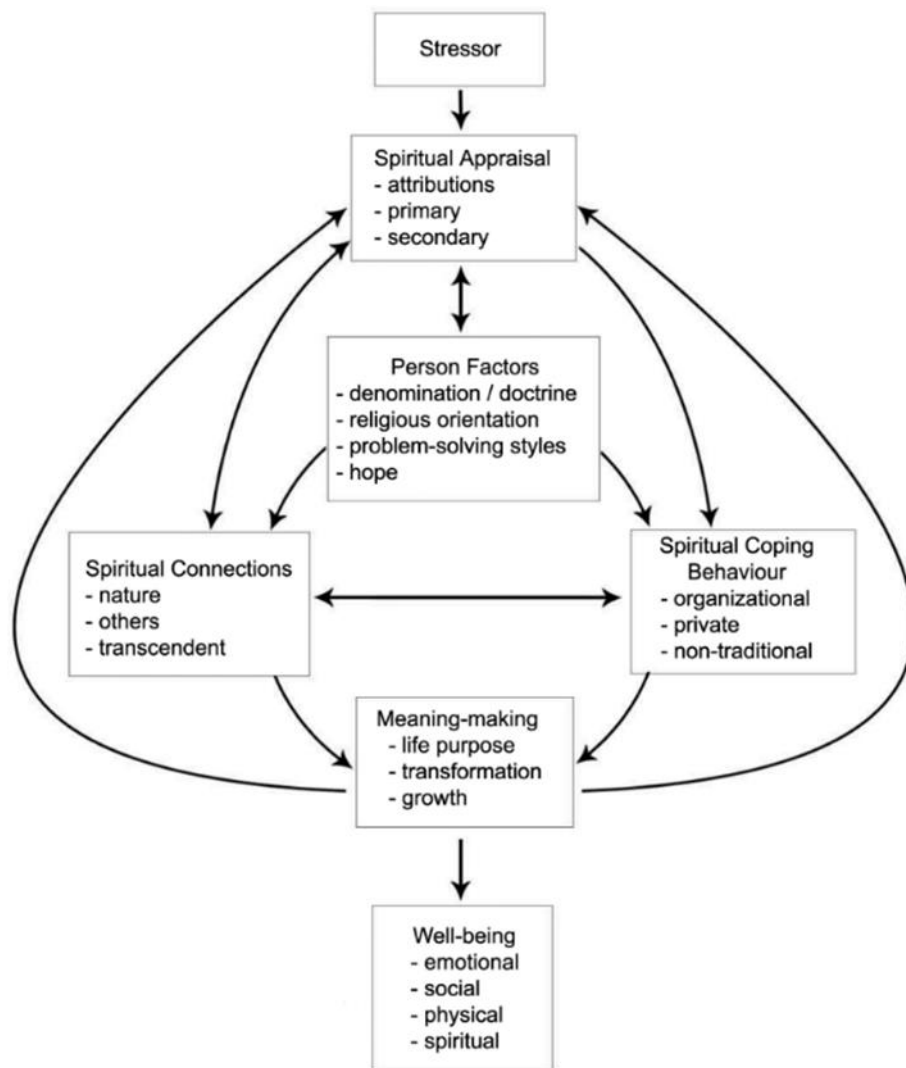 Stressor
Spiritual Appraisal
- attributions
- primary
- secondary
Person Factors
- denomination / doctrine
- religious orientation
- problem-solving styles
- hope
Spiritual Connections
- nature
- others
- transcendent
Spiritual Coping
Behaviour
- organizational
- private
- non-traditional
Meaning-making
- life purpose
- transformation
- growth
Well-being
- emotional
- social
- physical
- spiritual